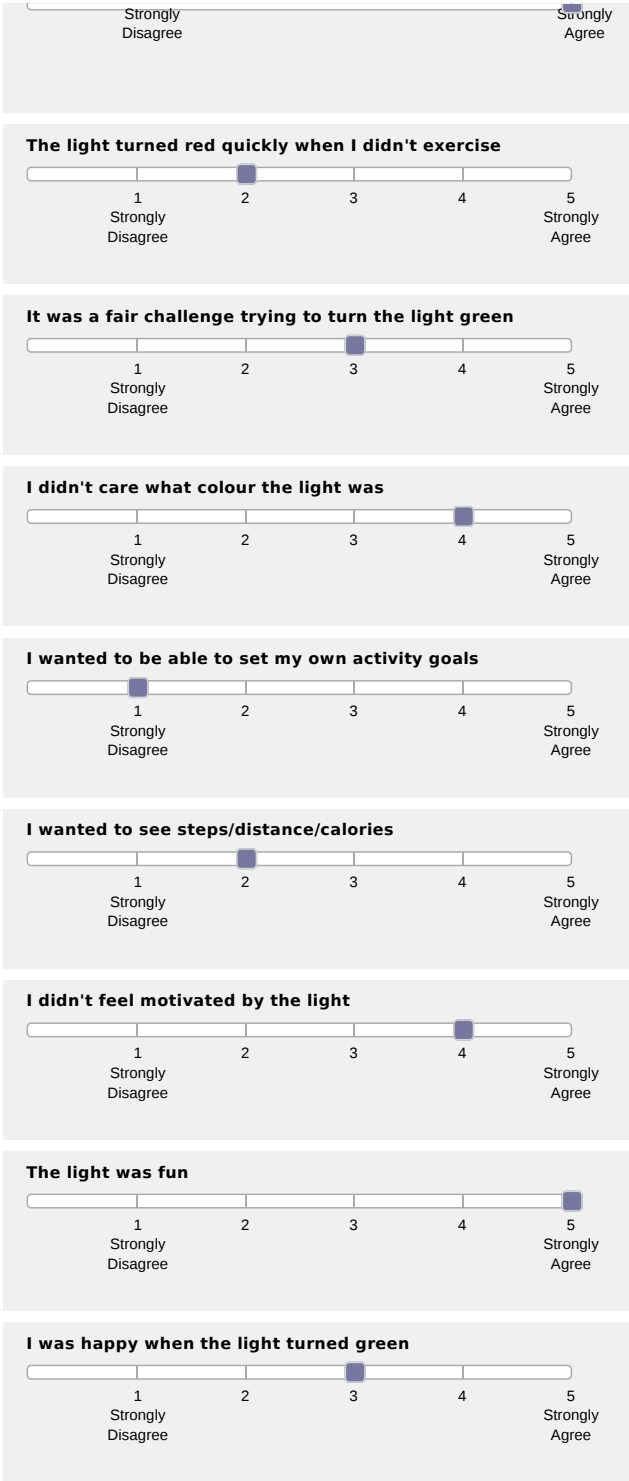 Strongly Strongly
Disagree Agree
The light turned red quickly when I didn't exercise
1 2 3 4 5
Strongly Strongly
Disagree Agree
It was a fair challenge trying to turn the light green
1 2 3 4 5
Strongly Strongly
Disagree Agree
I didn't care what colour the light was
1 2 3 4 5
Strongly Strongly
Disagree Agree
I wanted to be able to set my own activity goals
1 2 3 4 5
Strongly Strongly
Disagree Agree
I wanted to see steps/distance/calories
1 2 3 4 5
Strongly Strongly
Disagree Agree
I didn't feel motivated by the light
1 2 3 4 5
Strongly Strongly
Disagree Agree
The light was fun
1 2 3 4 5
Strongly Strongly
Disagree Agree
I was happy when the light turned green
1 2 3 4 5
Strongly Strongly
Disagree Agree